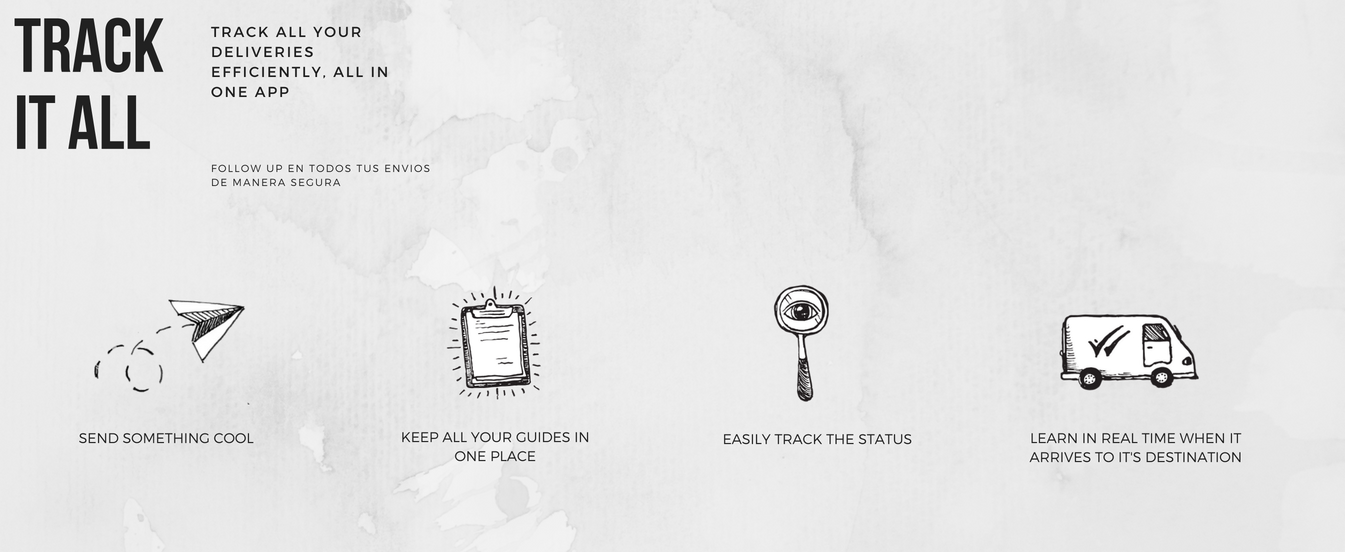 TRACK
IT ALL
TRACK ALL YOUR
DELIVERIES
EFFICIENTLY, ALL IN
ONE APP
FOLLOW UP EN TODOS TUS ENVIOS
DE MANERA SEGURA
SEND SOMETHING COOL
KEEP ALL YOUR GUIDES IN
ONE PLACE
EASILY TRACK THE STATUS
LEARN IN REAL TIME WHEN IT
ARRIVES TO IT'S DESTINATION